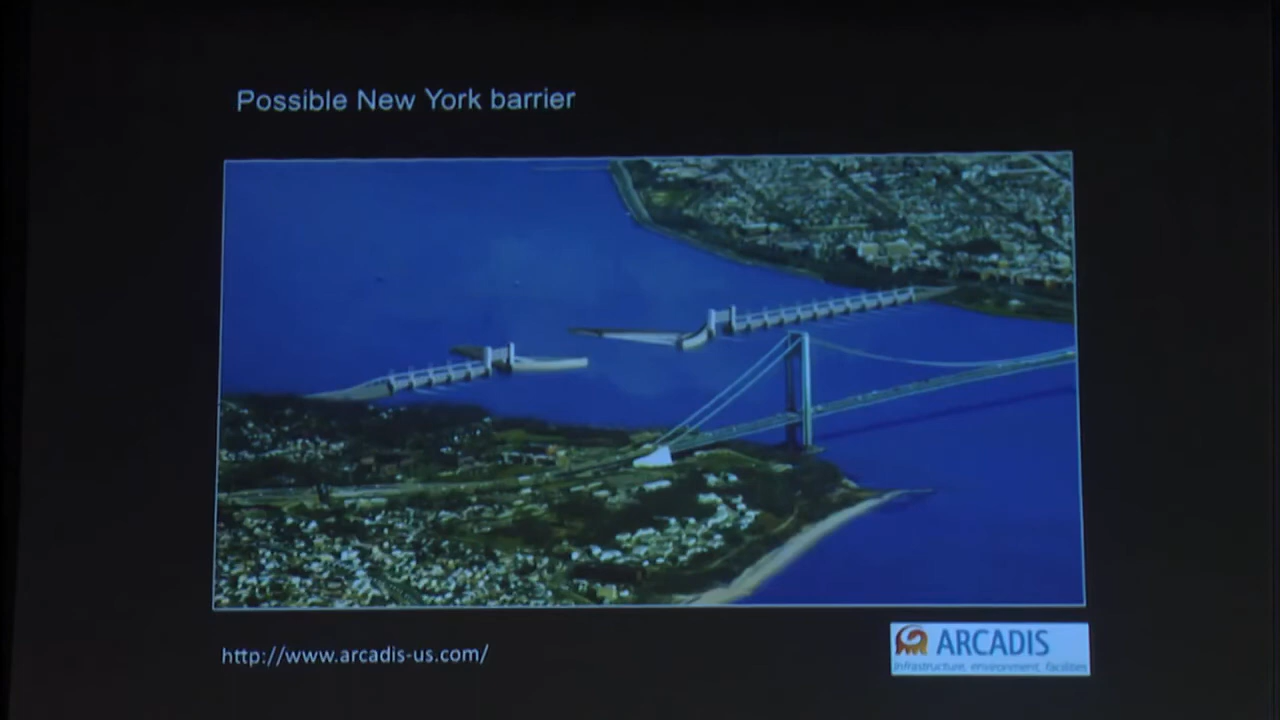 Possible New York barrier
http://www.arcadis-us.com/
ARCADIS
Infrastructure, environment, facilities